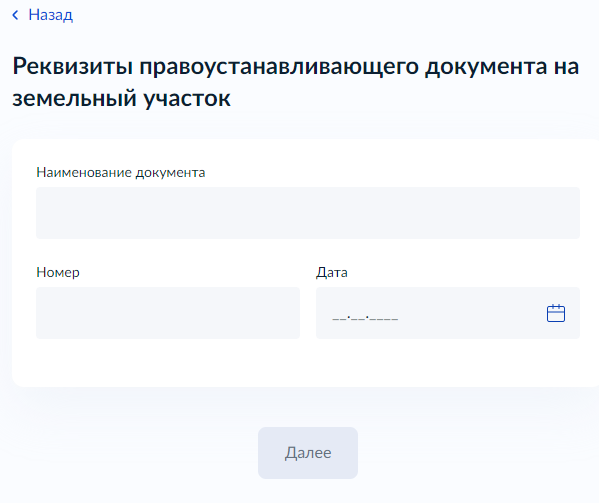 Назад
Реквизиты правоустанавливающего документа на
земельный участок
Наименование документа
Номер
Дата
__.__.____
Далее